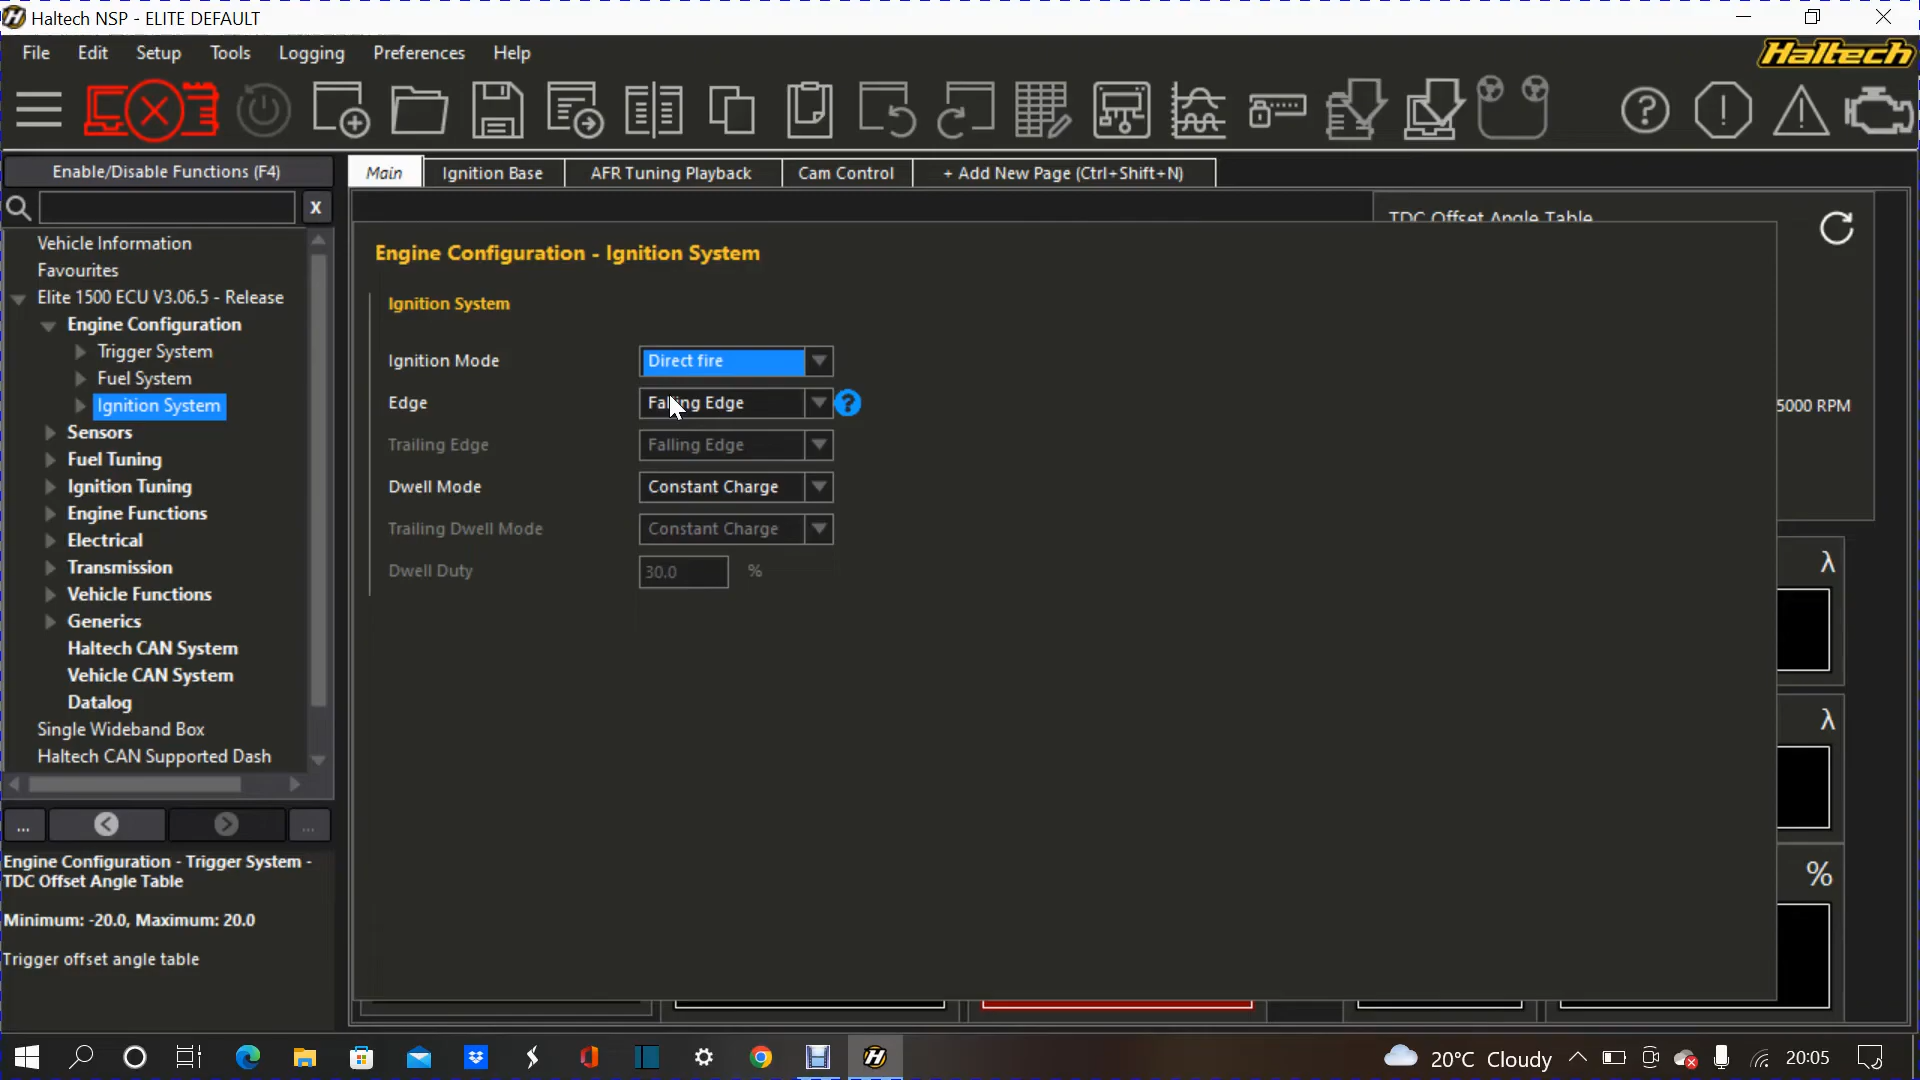 Haltech NSP - ELITE DEFAULT
File Edit Setup Tools Logging Preferences Help
Haltech
Enable/Disable Functions (F4)
Main Ignition Base AFR Tuning Playback Cam Control + Add New Page (Ctrl+Shift+N)
X
TDC Offset Angle Table
Vehicle Information
Favourites
Elite 1500 ECU V3.06.5 - Release
Engine Configuration
Trigger System
Fuel System
Ignition System
Sensors
Fuel Tuning
Ignition Tuning
Engine Functions
Electrical
Transmission
Vehicle Functions
Generics
Haltech CAN System
Vehicle CAN System
Datalog
Single Wideband Box
Haltech CAN Supported Dash
... ...
Engine Configuration - Trigger System -
TDC Offset Angle Table
Minimum: -20.0, Maximum: 20.0
Trigger offset angle table
Engine Configuration - Ignition System
Ignition System
Ignition Mode Direct fire
Edge Falling Edge ?
Trailing Edge Falling Edge
Dwell Mode Constant Charge
Trailing Dwell Mode Constant Charge
Dwell Duty 30.0 %
5000 RPM
λ
λ
%
20°C Cloudy 20:05